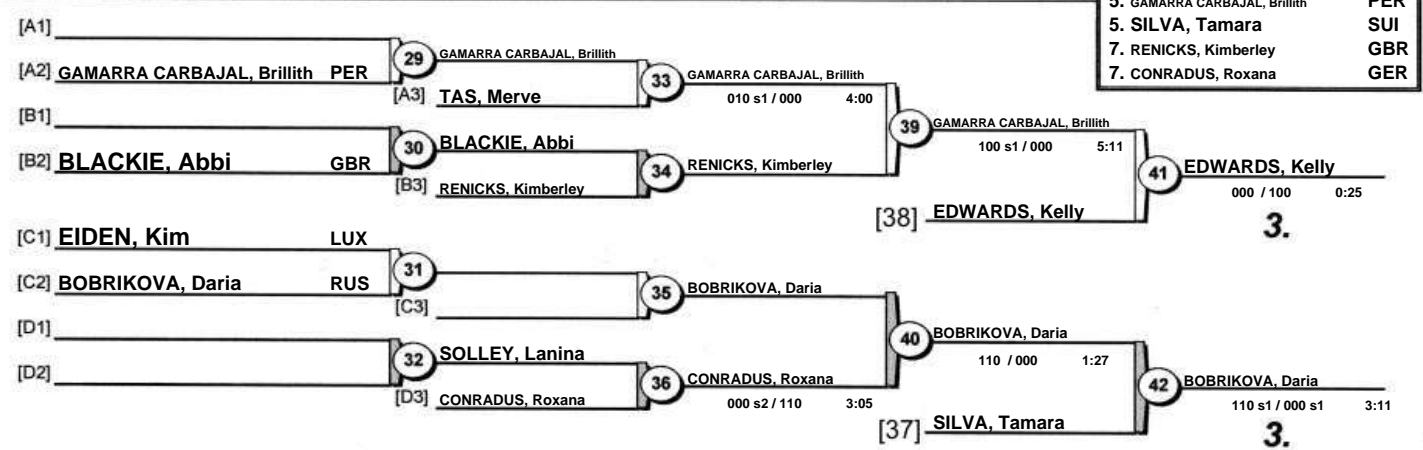 5. GAMARRA CARBAJAL, Brillith PER
5. SILVA, Tamara SUI
7. RENICKS, Kimberley GBR
7. CONRADUS, Roxana GER
[A1]
29 GAMARRA CARBAJAL, Brillith
[A2] GAMARRA CARBAJAL, Brillith PER
33 GAMARRA CARBAJAL, Brillith
010 s1 / 000 4:00
[A3] TAS, Merve
[B1]
39 GAMARRA CARBAJAL, Brillith
100 s1 / 000 5:11
30 BLACKIE, Abbi
[B2] BLACKIE, Abbi GBR
34 RENICKS, Kimberley
41 EDWARDS, Kelly
000 / 100 0:25
3.
[B3] RENICKS, Kimberley
[38] EDWARDS, Kelly
[C1] EIDEN, Kim LUX
31
[C2] BOBRIKOVA, Daria RUS
35 BOBRIKOVA, Daria
[C3]
[D1]
40 BOBRIKOVA, Daria
110 / 000 1:27
32 SOLLEY, Lanina
[D2]
36 CONRADUS, Roxana
000 s2 / 110 3:05
42 BOBRIKOVA, Daria
110 s1 / 000 s1 3:11
3.
[D3] CONRADUS, Roxana
[37] SILVA, Tamara